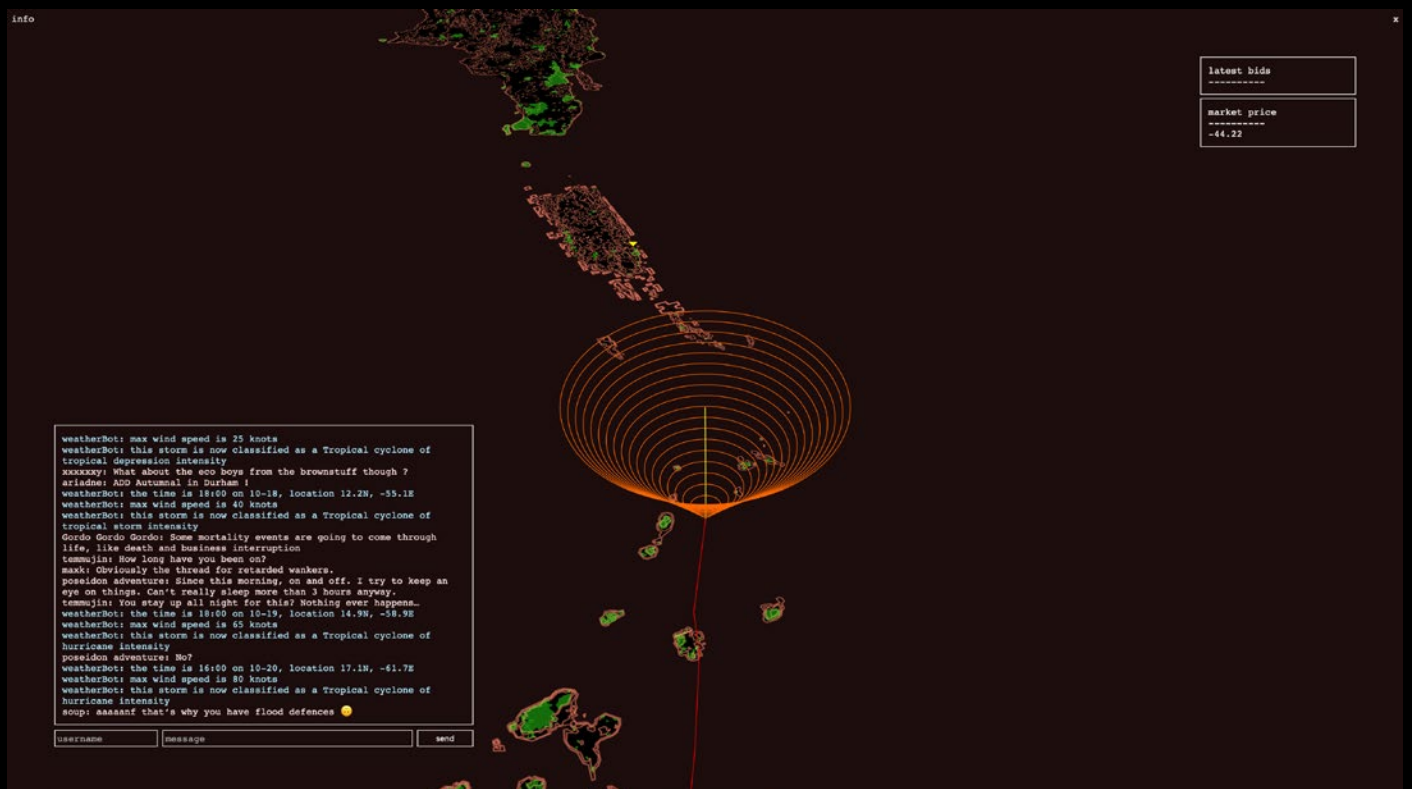 info
x
latest bids
----------
market price
----------
-44.22
weatherBot: max wind speed is 25 knots
weatherBot: this storm is now classified as a Tropical cyclone of
tropical depression intensity
xxxxxxy: What about the eco boys from the brownstuff though ?
ariadne: ADD Autumnal in Durham !
weatherBot: the time is 18:00 on 10-18, location 12.2N, -55.1E
weatherBot: max wind speed is 40 knots
weatherBot: this storm is now classified as a Tropical cyclone of
tropical storm intensity
Gordo Gordo Gordo: Some mortality events are going to come through
life, like death and business interruption
temmujin: How long have you been on?
maxk: Obviously the thread for retarded wankers.
poseidon adventure: Since this morning, on and off. I try to keep an
eye on things. Can't really sleep more than 3 hours anyway.
temmujin: You stay up all night for this? Nothing ever happens…
weatherBot: the time is 18:00 on 10-19, location 14.9N, -58.9E
weatherBot: max wind speed is 65 knots
weatherBot: this storm is now classified as a Tropical cyclone of
hurricane intensity
poseidon adventure: No?
weatherBot: the time is 16:00 on 10-20, location 17.1N, -61.7E
weatherBot: max wind speed is 80 knots
weatherBot: this storm is now classified as a Tropical cyclone of
hurricane intensity
soup: aaaaanf that's why you have flood defences 😊
username
message
send